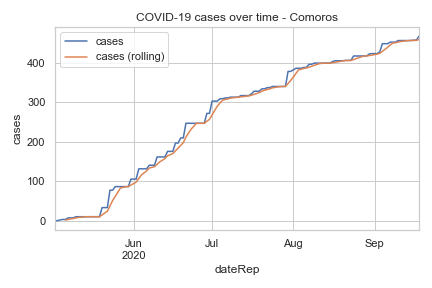 COVID-19 cases over time - Comoros
cases
cases (rolling)
400
300
200
100
0
cases
Jun
2020
Jul
Aug
Sep
dateRep